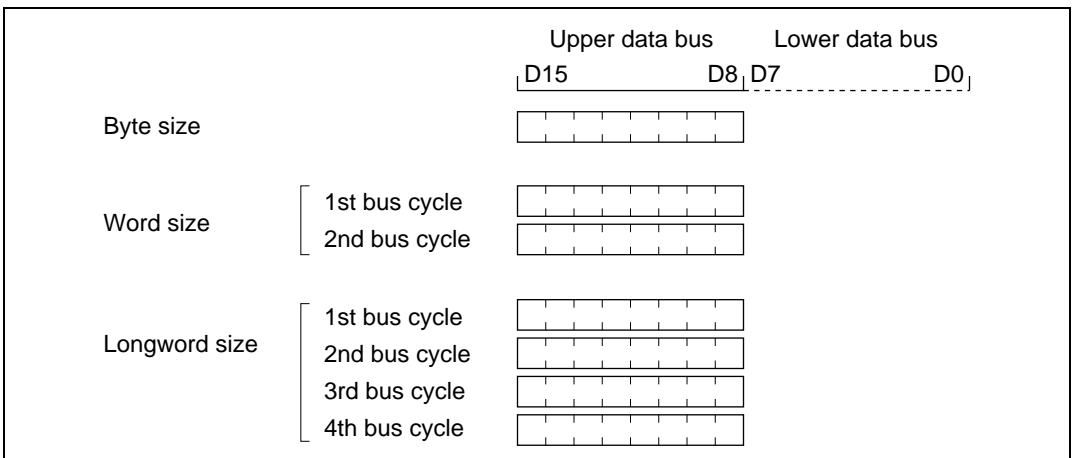 Upper data bus Lower data bus
D15 D8 D7 D0
Byte size
Word size
1st bus cycle
2nd bus cycle
Longword size
1st bus cycle
2nd bus cycle
3rd bus cycle
4th bus cycle